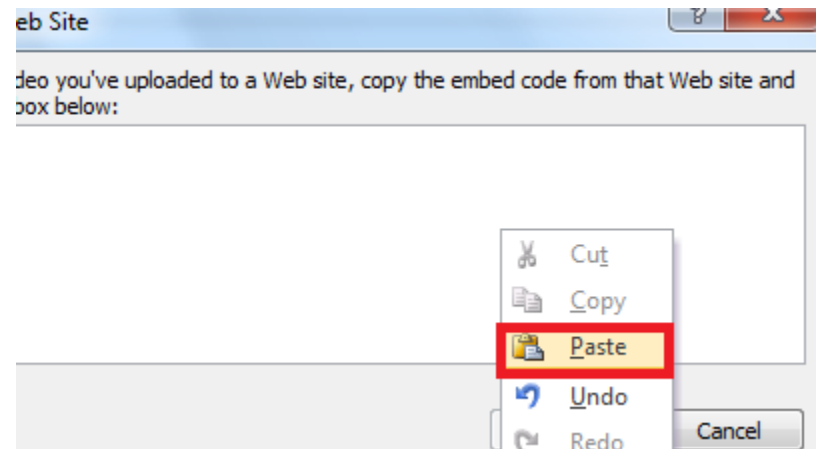 eb Site
deo you've uploaded to a Web site, copy the embed code from that Web site and
box below:
Cut
Copy
Paste
Undo
Redo
Cancel